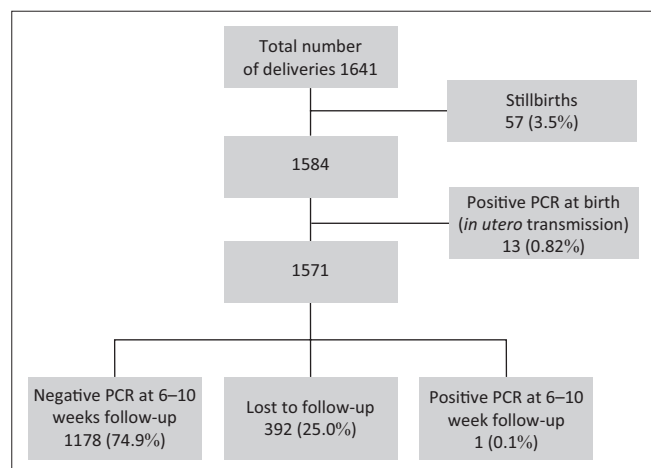 Total number
of deliveries 1641
Stillbirths
57 (3.5%)
1584
Positive PCR at birth
(in utero transmission)
13 (0.82%)
1571
Negative PCR at 6–10
weeks follow-up
1178 (74.9%)
Lost to follow-up
392 (25.0%)
Positive PCR at 6–10
week follow-up
1 (0.1%)